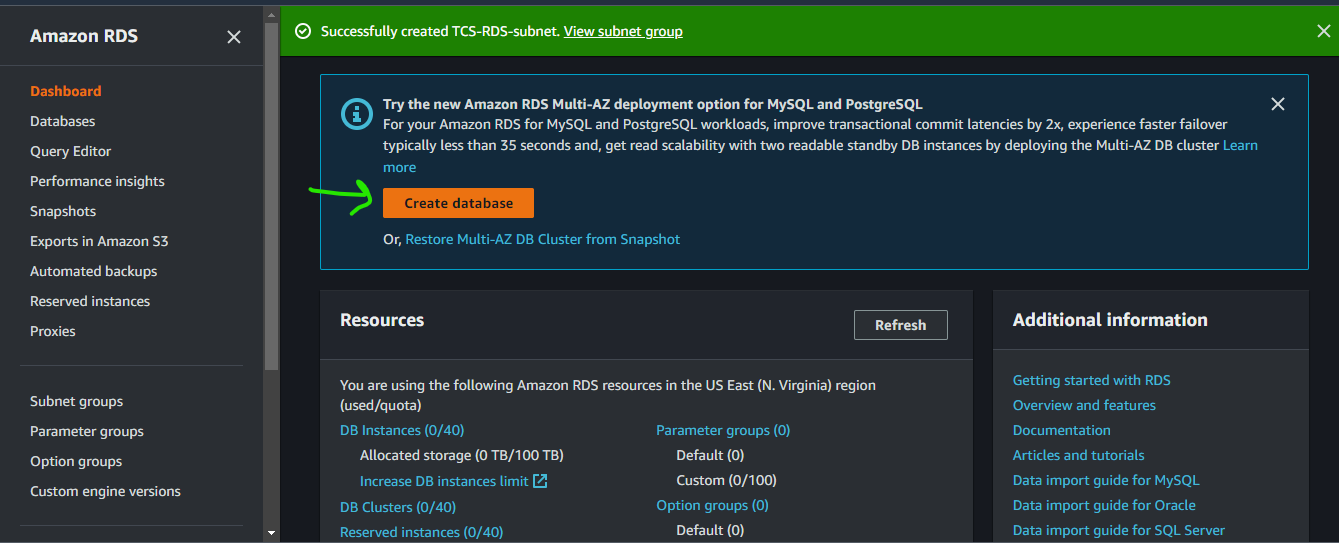 Amazon RDS
Dashboard
Databases
Query Editor
Performance insights
Snapshots
Exports in Amazon S3
Automated backups
Reserved instances
Proxies
Subnet groups
Parameter groups
Option groups
Custom engine versions
Successfully created TCS-RDS-subnet. View subnet group
Try the new Amazon RDS Multi-AZ deployment option for MySQL and PostgreSQL
For your Amazon RDS for MySQL and PostgreSQL workloads, improve transactional commit latencies by 2x, experience faster failover
typically less than 35 seconds and, get read scalability with two readable standby DB instances by deploying the Multi-AZ DB cluster Learn
more
Create database
Or, Restore Multi-AZ DB Cluster from Snapshot
Resources
Refresh
You are using the following Amazon RDS resources in the US East (N. Virginia) region
(used/quota)
DB Instances (0/40)
Allocated storage (0 TB/100 TB)
Increase DB instances limit
DB Clusters (0/40)
Reserved instances (0/40)
Parameter groups (0)
Default (0)
Custom (0/100)
Option groups (0)
Default (0)
Additional information
Getting started with RDS
Overview and features
Documentation
Articles and tutorials
Data import guide for MySQL
Data import guide for Oracle
Data import guide for SQL Server